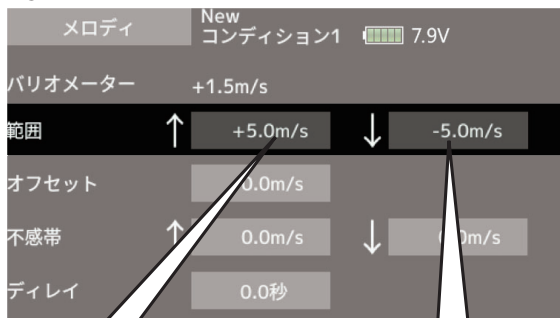 メロディ
New
コンディション1 7.9V
バリオメーター +1.5m/s
範囲 ↑ +5.0m/s ↓ -5.0m/s
オフセット 0.0m/s
不感帯 ↑ 0.0m/s ↓ m/s
ディレイ 0.0秒